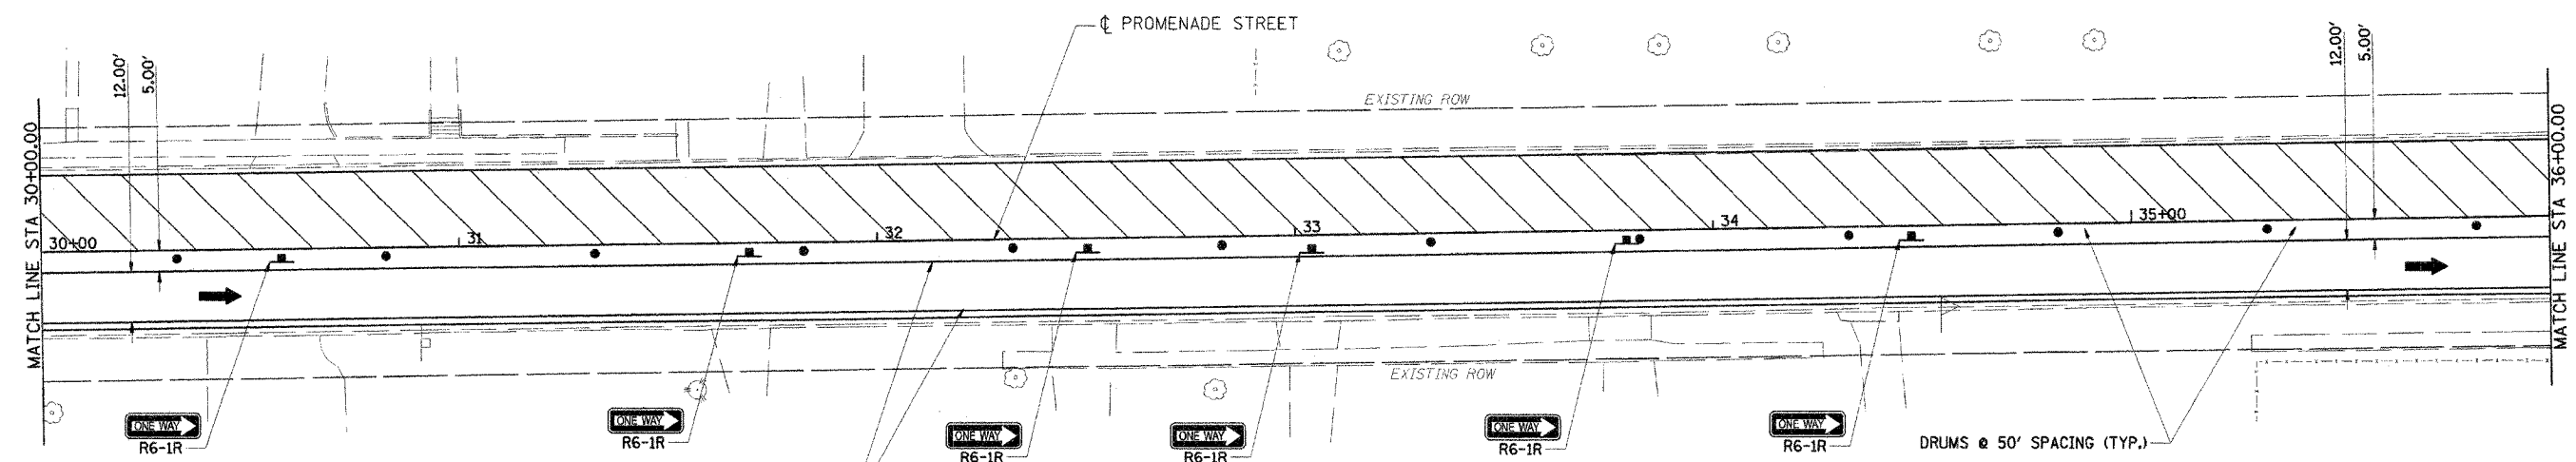 ℄ PROMENADE STREET
12.00'
5.00'
12.00'
5.00'
EXISTING ROW
MATCH LINE STA 30+00.00
MATCH LINE STA 36+00.00
30+00
31
32
33
34
35+00
EXISTING ROW
ONE WAY
R6-1R
ONE WAY
R6-1R
ONE WAY
R6-1R
ONE WAY
R6-1R
ONE WAY
R6-1R
ONE WAY
R6-1R
DRUMS @ 50' SPACING (TYP.)